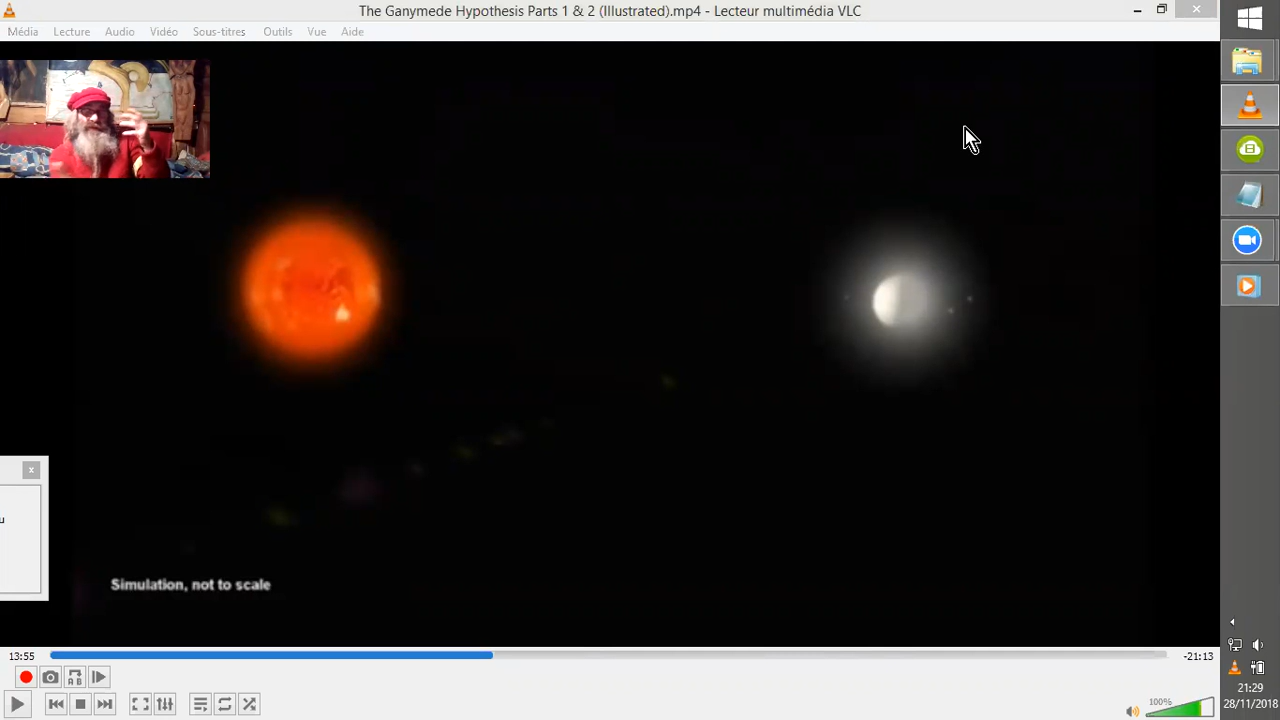 The Ganymede Hypothesis Parts 1 & 2 (Illustrated).mp4 - Lecteur multimédia VLC
Média Lecture Audio Vidéo Sous-titres Outils Vue Aide
x
u
Simulation, not to scale
13:55
-21:13
A B
100%
21:29
28/11/2018